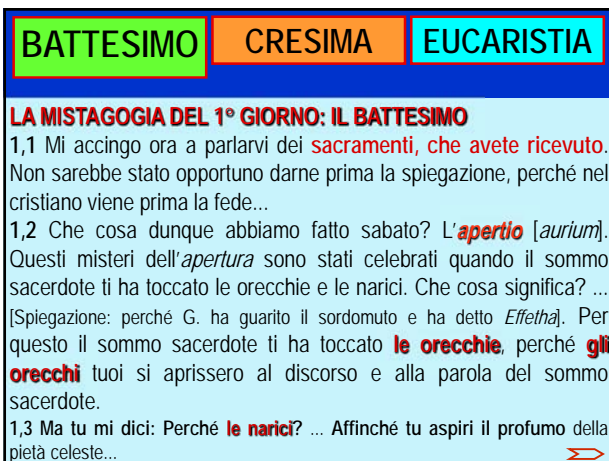 BATTESIMO CRESIMA EUCARISTIA
LA MISTAGOGIA DEL 1° GIORNO: IL BATTESIMO
1,1 Mi accingo ora a parlarvi dei sacramenti, che avete ricevuto.
Non sarebbe stato opportuno darne prima la spiegazione, perché nel
cristiano viene prima la fede...
1,2 Che cosa dunque abbiamo fatto sabato? L'apertio [aurium].
Questi misteri dell'apertura sono stati celebrati quando il sommo
sacerdote ti ha toccato le orecchie e le narici. Che cosa significa? ...
[Spiegazione: perché G. ha guarito il sordomuto e ha detto Effetha]. Per
questo il sommo sacerdote ti ha toccato le orecchie, perché gli
orecchi tuoi si aprissero al discorso e alla parola del sommo
sacerdote.
1,3 Ma tu mi dici: Perché le narici? ... Affinché tu aspiri il profumo della
pietà celeste...